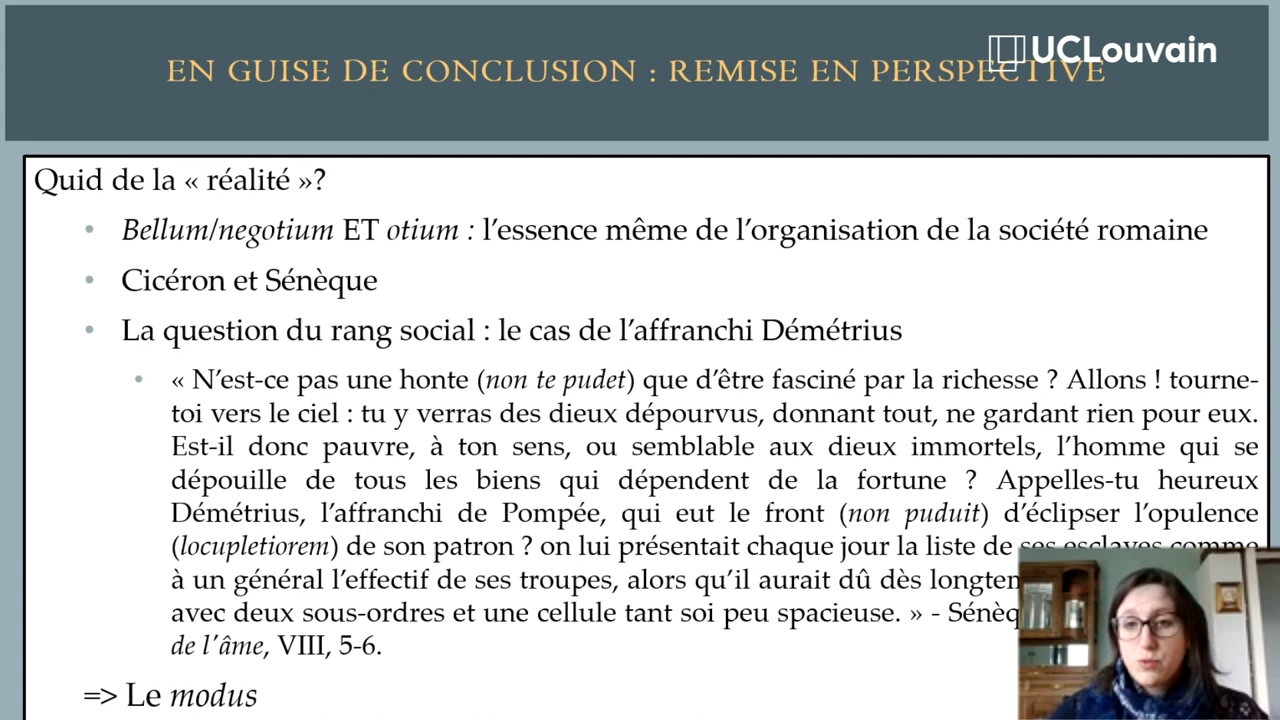 UCLouvain
EN GUISE DE CONCLUSION : REMISE EN PERSPECTIVE
Quid de la « réalité »?
• Bellum/negotium ET otium : l’essence même de l’organisation de la société romaine
• Cicéron et Sénèque
• La question du rang social : le cas de l’affranchi Démétrius
• « N’est-ce pas une honte (non te pudet) que d’être fasciné par la richesse ? Allons ! tourne-
toi vers le ciel : tu y verras des dieux dépourvus, donnant tout, ne gardant rien pour eux.
Est-il donc pauvre, à ton sens, ou semblable aux dieux immortels, l’homme qui se
dépouille de tous les biens qui dépendent de la fortune ? Appelles-tu heureux
Démétrius, l’affranchi de Pompée, qui eut le front (non puduit) d’éclipser l’opulence
(locupletiorem) de son patron ? on lui présentait chaque jour la liste de ses esclaves comme
à un général l’effectif de ses troupes, alors qu’il aurait dû dès
avec deux sous-ordres et une cellule tant soi peu spacieuse. » -
de l'âme, VIII, 5-6.
=> Le modus